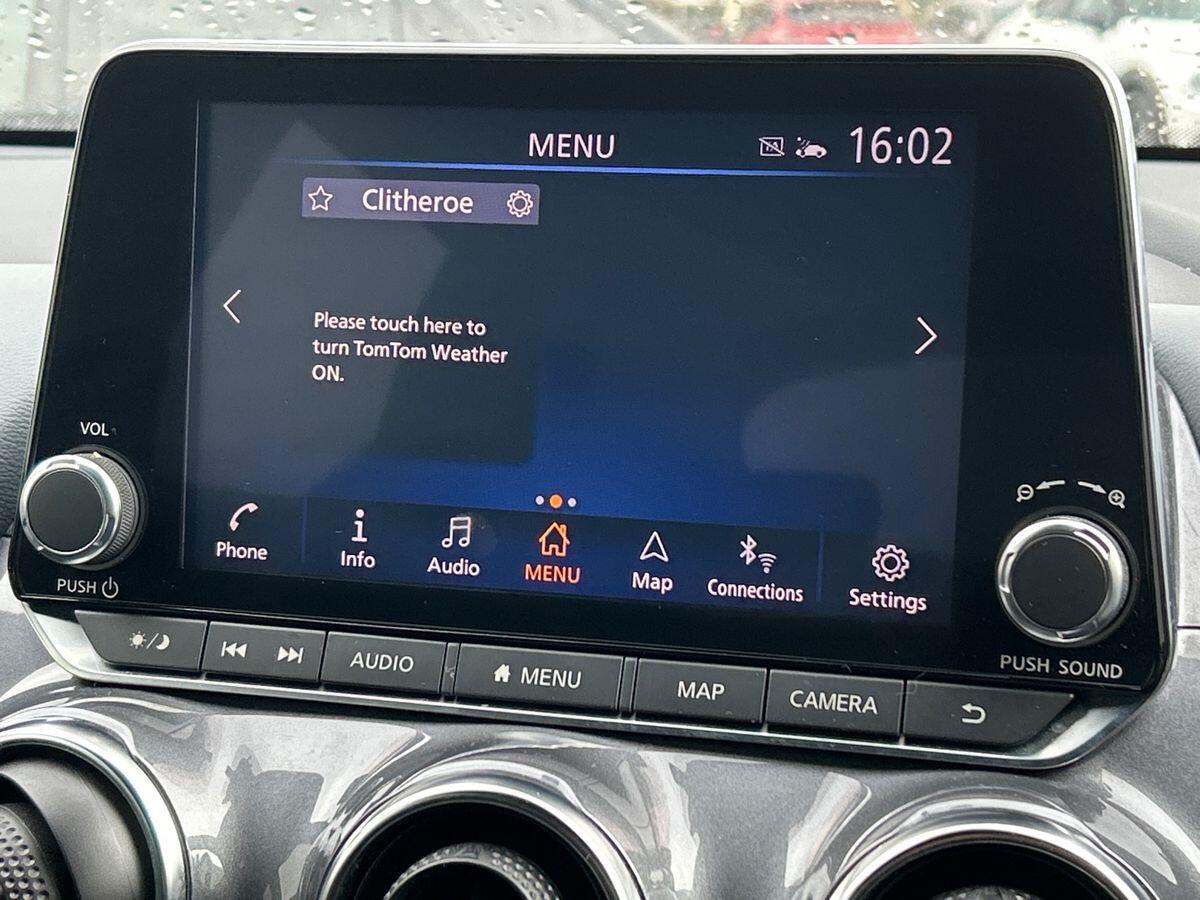 MENU
TA
16:02
Clitheroe
Please touch here to
turn TomTom Weather
ON.
VOL
PUSH
Phone
Info
Audio
MENU
Map
Connections
Settings
PUSH SOUND
AUDIO
MENU
MAP
CAMERA